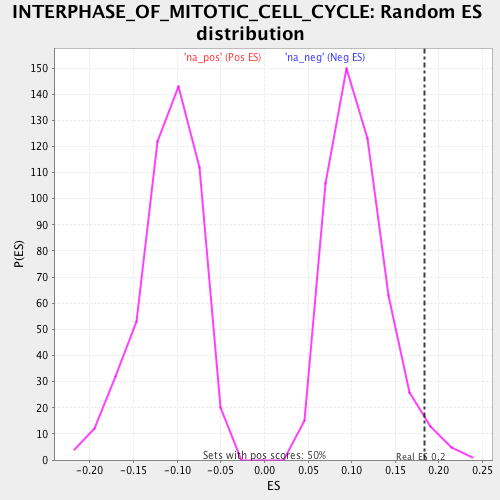 INTERPHASE_OF_MITOTIC_CELL_CYCLE: Random ES
distribution
'na_pos' (Pos ES) 'na_neg' (Neg ES)
150
140
130
120
110
100
90
80
70
60
50
40
30
20
10
0
P(ES)
Sets with pos scores: 50%
Real ES 0.2
-0.20 -0.15 -0.10 -0.05 0.00 0.05 0.10 0.15 0.20 0.25
ES